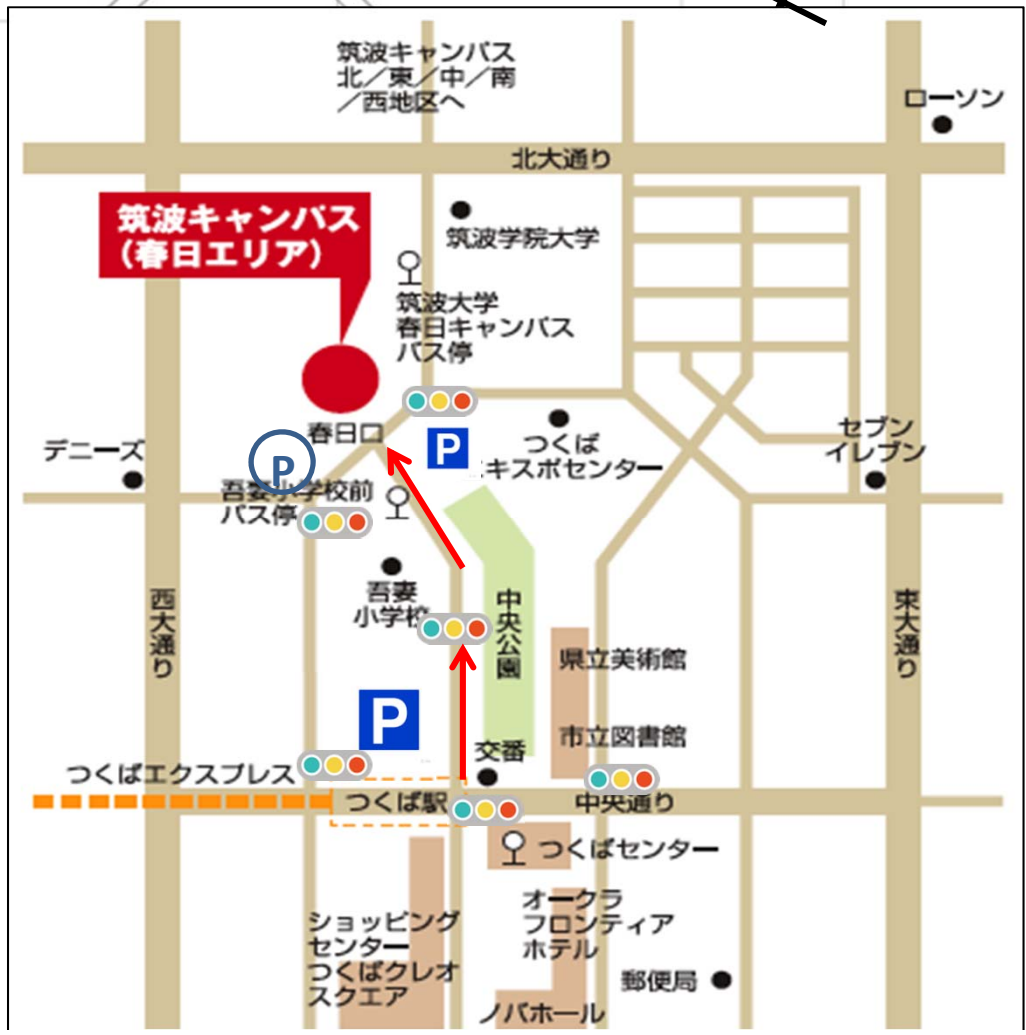 筑波キャンパス
北／東／中／南
／西地区へ
ローソン
北大通り
筑波キャンパス
（春日エリア）
筑波学院大学
筑波大学
春日キャンパス
バス停
春日口
P
つくば
キスポセンター
デニーズ
P
セブン
イレブン
吾妻小学校前
バス停
吾妻
小学校
中央公園
西大通り
東大通り
県立美術館
P
市立図書館
交番
つくばエクスプレス
つくば駅
中央通り
つくばセンター
オークラ
フロンティア
ホテル
ショッピング
センター
つくばクレオ
スクエア
郵便局
ノバホール